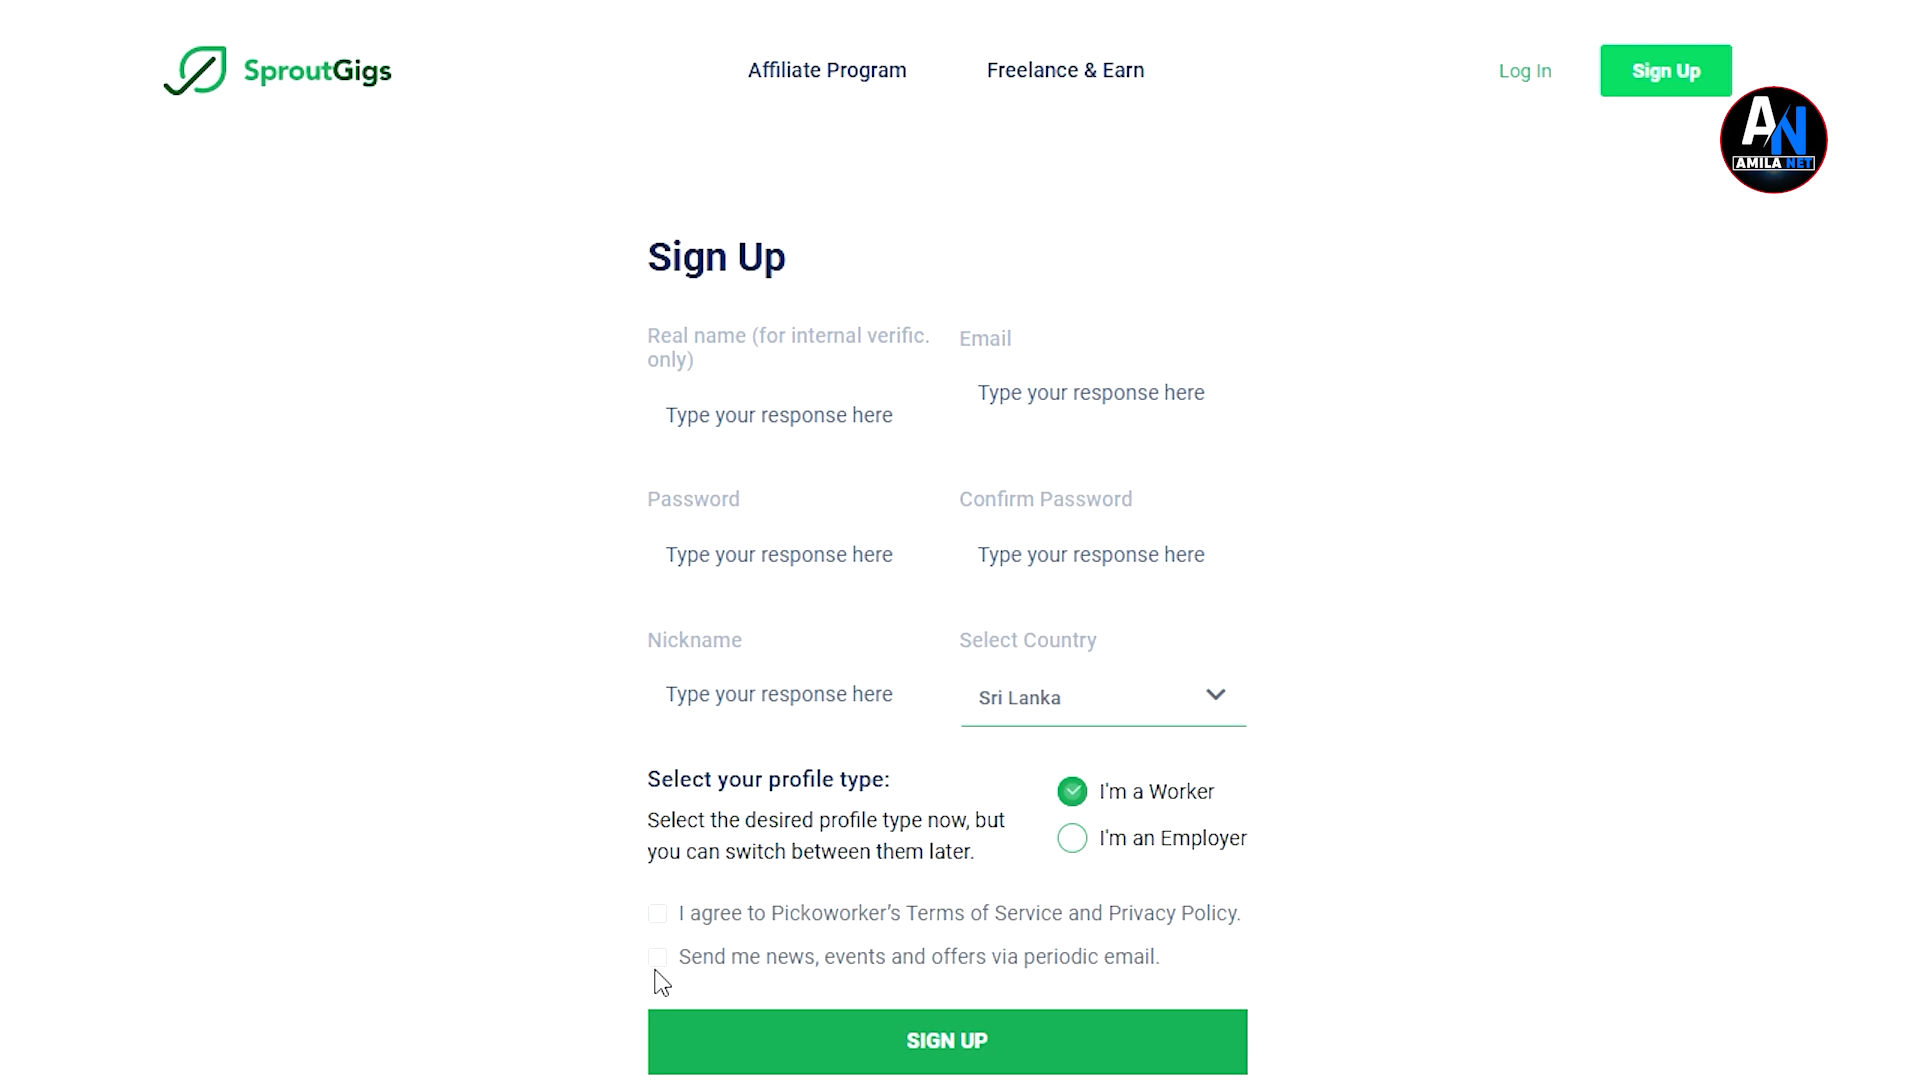 SproutGigs
Affiliate Program
Freelance & Earn
Log In
Sign Up
AN
AMILA NET
Sign Up
Real name (for internal verific.
only)
Type your response here
Email
Type your response here
Password
Type your response here
Confirm Password
Type your response here
Nickname
Type your response here
Select Country
Sri Lanka
Select your profile type:
Select the desired profile type now, but
you can switch between them later.
I'm a Worker
I'm an Employer
I agree to Pickoworker’s Terms of Service and Privacy Policy.
Send me news, events and offers via periodic email.
SIGN UP